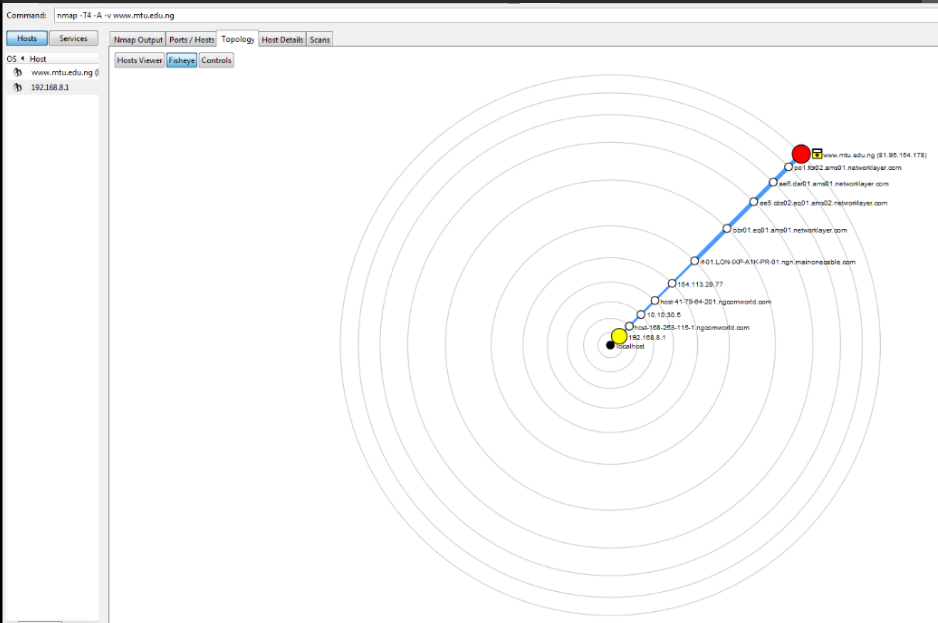 Command: nmap -T4 -A -v www.mtu.edu.ng
Hosts Services
Nmap Output Ports / Hosts Topology Host Details Scans
OS Host
www.mtu.edu.ng (
192.168.8.1
Hosts Viewer Fisheye Controls
www.mtu.edu.ng (81.95.154.178)
po1.for02.ams01.networklayer.com
ae5.dar01.ams01.networklayer.com
ae5.cbs02.eq01.ams02.networklayer.com
bbr01.eq01.ams01.networklayer.com
if-01.LON-IXP-A1K-PR-01.ngn.mainonecable.com
154.113.20.77
host-41-79-64-201.ngcomworld.com
10.10.30.5
host-168-253-115-1.ngcomworld.com
192.168.8.1
localhost